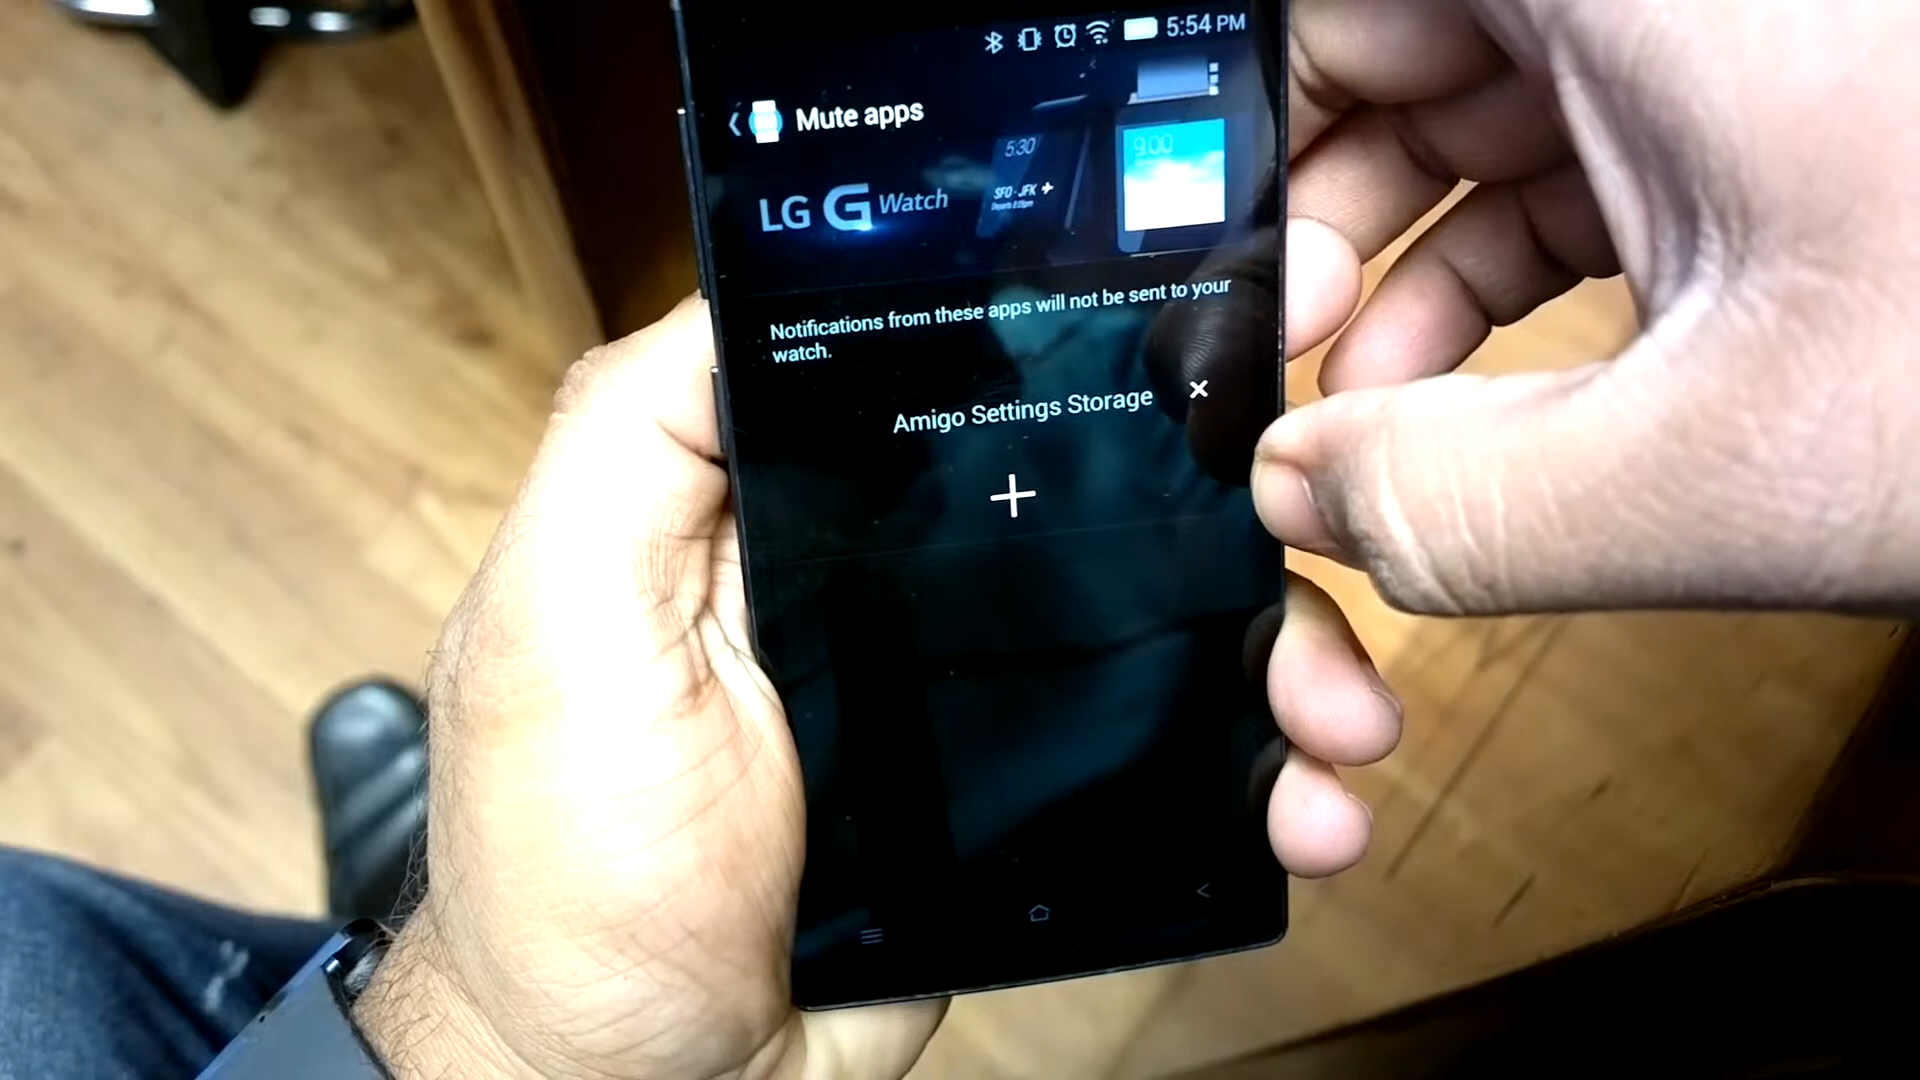 5:54 PM
Mute apps
5:30
9:00
LG G Watch
SFO - JFK
Notifications from these apps will not be sent to your
watch.
Amigo Settings Storage